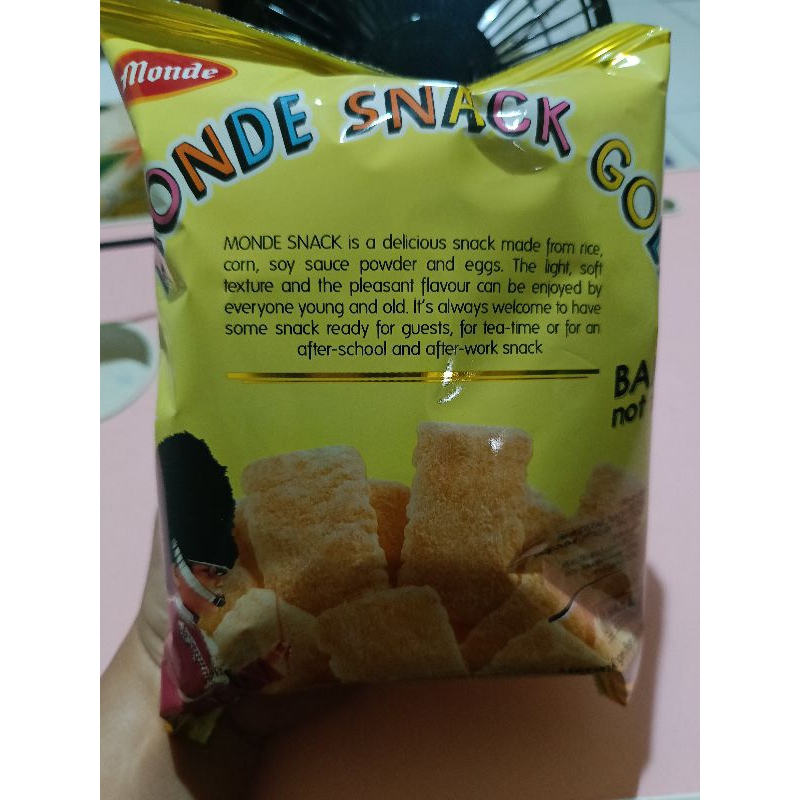 Monde
ONDE SNACK GOL
MONDE SNACK is a delicious snack made from rice,
corn, soy sauce powder and eggs. The light, soft
texture and the pleasant flavour can be enjoyed by
everyone young and old. It's always welcome to have
some snack ready for guests, for tea-time or for an
after-school and after-work snack
BA
not